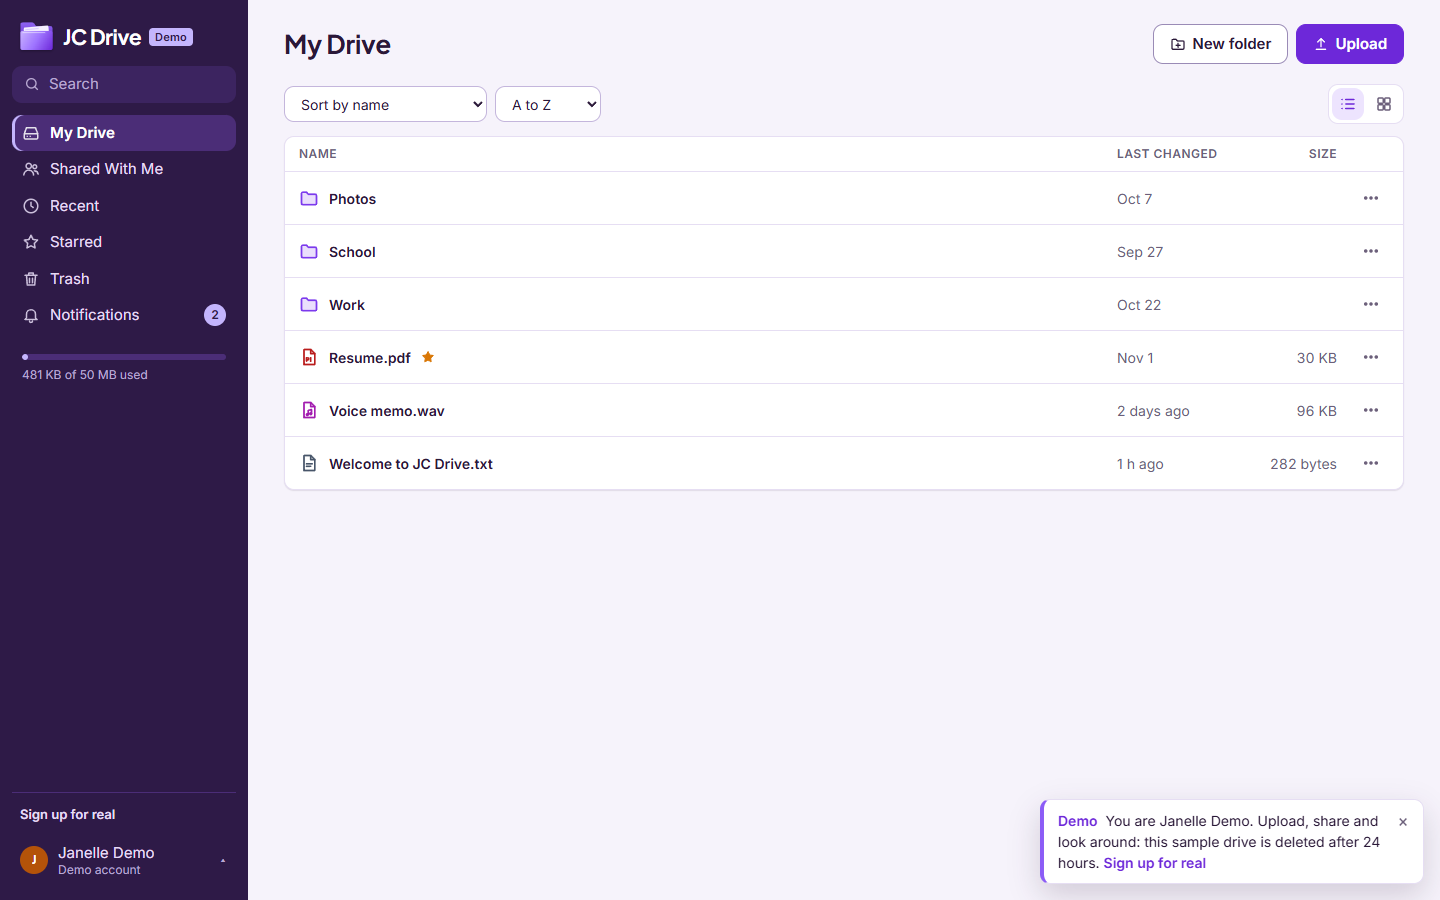 JC Drive Demo
Search
My Drive
Shared With Me
Recent
Starred
Trash
Notifications 2
481 KB of 50 MB used
Sign up for real
J Janelle Demo
Demo account
My Drive
New folder Upload
Sort by name A to Z
NAME LAST CHANGED SIZE
Photos Oct 7
School Sep 27
Work Oct 22
Resume.pdf Nov 1 30 KB
Voice memo.wav 2 days ago 96 KB
Welcome to JC Drive.txt 1 h ago 282 bytes
Demo You are Janelle Demo. Upload, share and
look around: this sample drive is deleted after 24
hours. Sign up for real